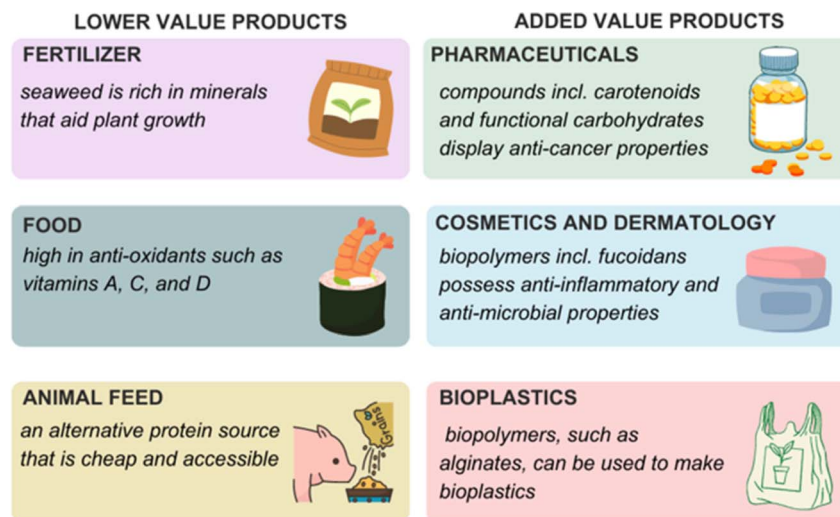 LOWER VALUE PRODUCTS
FERTILIZER
seaweed is rich in minerals
that aid plant growth
FOOD
high in anti-oxidants such as
vitamins A, C, and D
ANIMAL FEED
an alternative protein source
that is cheap and accessible
Grains
ADDED VALUE PRODUCTS
PHARMACEUTICALS
compounds incl. carotenoids
and functional carbohydrates
display anti-cancer properties
COSMETICS AND DERMATOLOGY
biopolymers incl. fucoidans
possess anti-inflammatory and
anti-microbial properties
BIOPLASTICS
biopolymers, such as
alginates, can be used to make
bioplastics